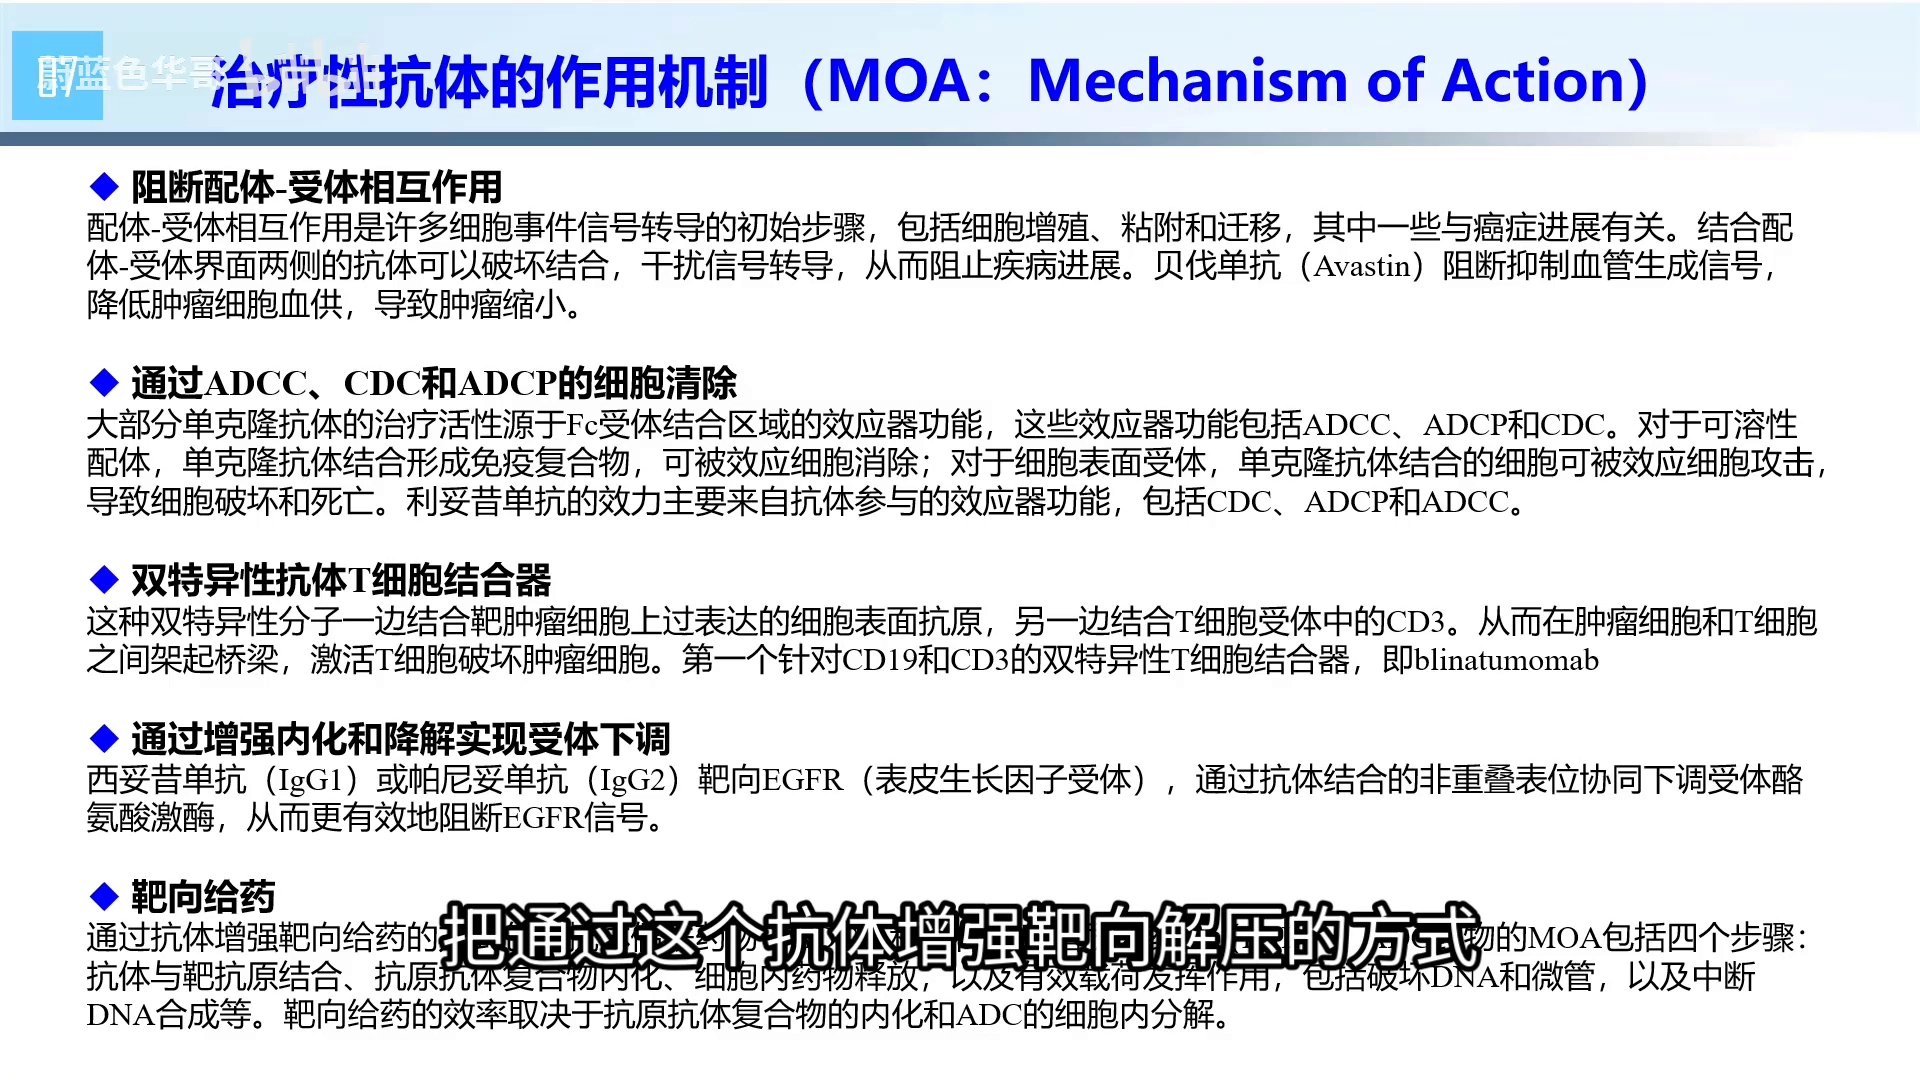 蔚蓝色华哥 bilibili
07
治疗性抗体的作用机制（MOA：Mechanism of Action）
◆ 阻断配体-受体相互作用
配体-受体相互作用是许多细胞事件信号转导的初始步骤，包括细胞增殖、粘附和迁移，其中一些与癌症进展有关。结合配
体-受体界面两侧的抗体可以破坏结合，干扰信号转导，从而阻止疾病进展。贝伐单抗（Avastin）阻断抑制血管生成信号，
降低肿瘤细胞血供，导致肿瘤缩小。
◆ 通过ADCC、CDC和ADCP的细胞清除
大部分单克隆抗体的治疗活性源于Fc受体结合区域的效应器功能，这些效应器功能包括ADCC、ADCP和CDC。对于可溶性
配体，单克隆抗体结合形成免疫复合物，可被效应细胞消除；对于细胞表面受体，单克隆抗体结合的细胞可被效应细胞攻击，
导致细胞破坏和死亡。利妥昔单抗的效力主要来自抗体参与的效应器功能，包括CDC、ADCP和ADCC。
◆ 双特异性抗体T细胞结合器
这种双特异性分子一边结合靶肿瘤细胞上过表达的细胞表面抗原，另一边结合T细胞受体中的CD3。从而在肿瘤细胞和T细胞
之间架起桥梁，激活T细胞破坏肿瘤细胞。第一个针对CD19和CD3的双特异性T细胞结合器，即blinatumomab
◆ 通过增强内化和降解实现受体下调
西妥昔单抗（IgG1）或帕尼妥单抗（IgG2）靶向EGFR（表皮生长因子受体），通过抗体结合的非重叠表位协同下调受体酪
氨酸激酶，从而更有效地阻断EGFR信号。
◆ 靶向给药
通过抗体增强靶向给药的 物的MOA包括四个步骤：
把通过这个抗体增强靶向解压的方式
抗体与靶抗原结合、抗原抗体复合物内化、细胞内药物释放，以及有效载荷发挥作用，包括破坏DNA和微管，以及中断
DNA合成等。靶向给药的效率取决于抗原抗体复合物的内化和ADC的细胞内分解。